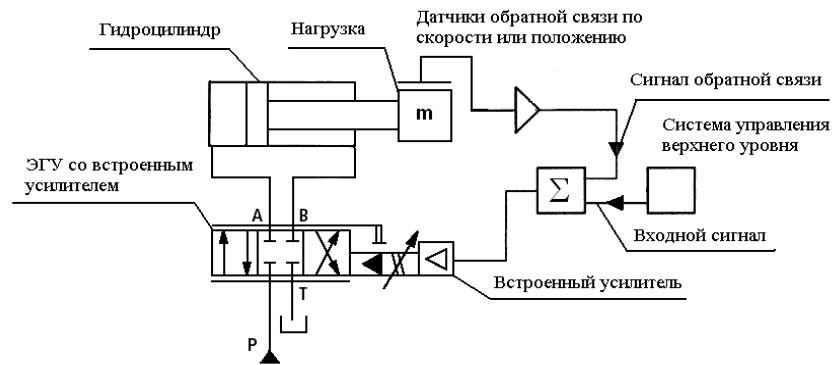 Датчики обратной связи по
скорости или положению
Гидроцилиндр
Нагрузка
Сигнал обратной связи
m
Система управления
верхнего уровня
ЭГУ со встроенным
усилителем
Σ
A
B
Входной сигнал
Встроенный усилитель
T
P